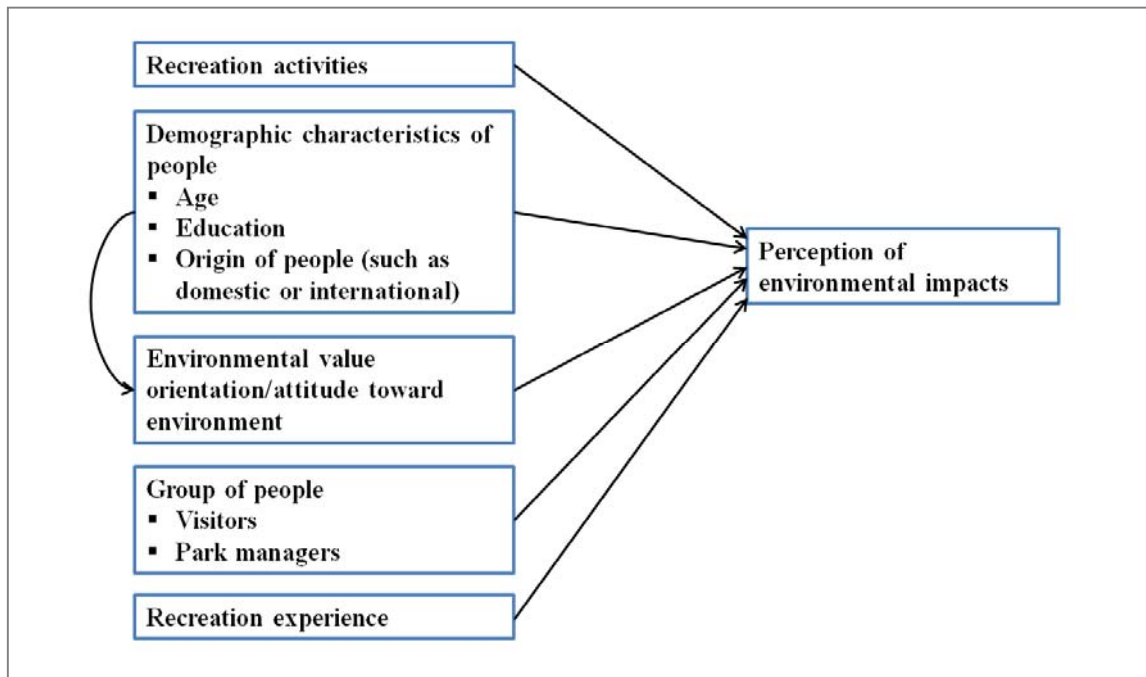 Recreation activities
Demographic characteristics of
people
▪ Age
▪ Education
▪ Origin of people (such as
domestic or international)
Environmental value
orientation/attitude toward
environment
Group of people
▪ Visitors
▪ Park managers
Recreation experience
Perception of
environmental impacts